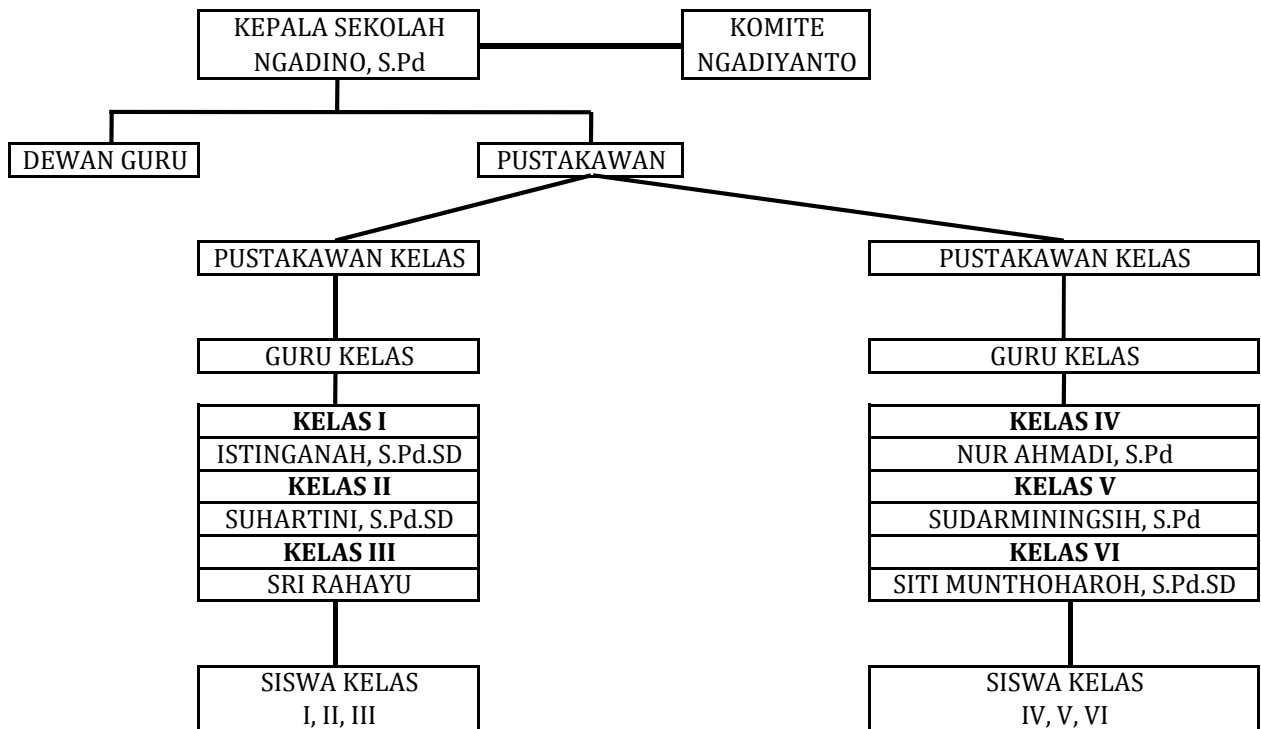 KEPALA SEKOLAH
NGADINO, S.Pd
KOMITE
NGADIYANTO
DEWAN GURU
PUSTAKAWAN
PUSTAKAWAN KELAS
PUSTAKAWAN KELAS
GURU KELAS
GURU KELAS
KELAS I
ISTINGANAH, S.Pd.SD
KELAS II
SUHARTINI, S.Pd.SD
KELAS III
SRI RAHAYU
KELAS IV
NUR AHMADI, S.Pd
KELAS V
SUDARMININGSIH, S.Pd
KELAS VI
SITI MUNTHOHAROH, S.Pd.SD
SISWA KELAS
I, II, III
SISWA KELAS
IV, V, VI